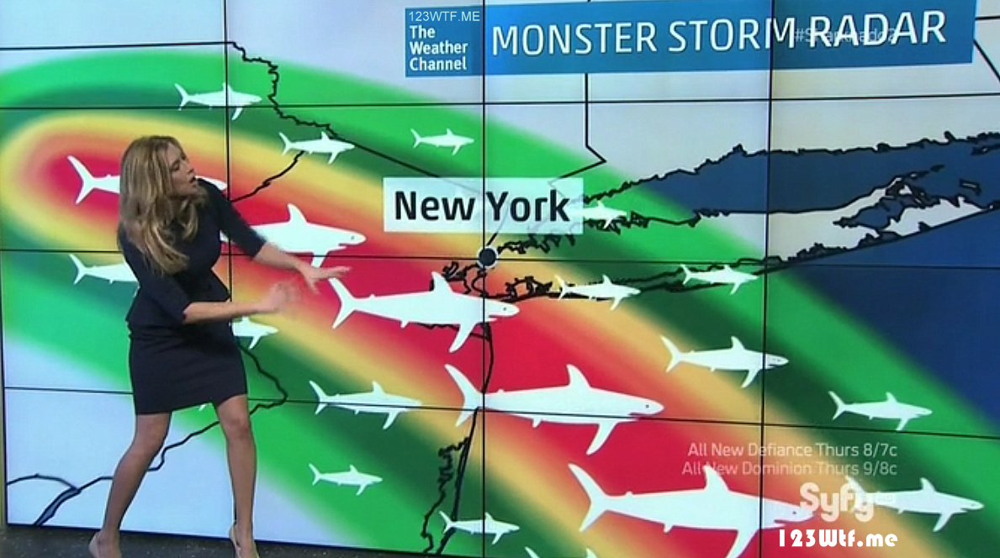 123WTF.ME
The
Weather
Channel
MONSTER STORM RADAR
#Sharknado2
New York
All New Defiance Thurs 8/7c
All New Dominion Thurs 9/8c
Syfy
123Wtf.me